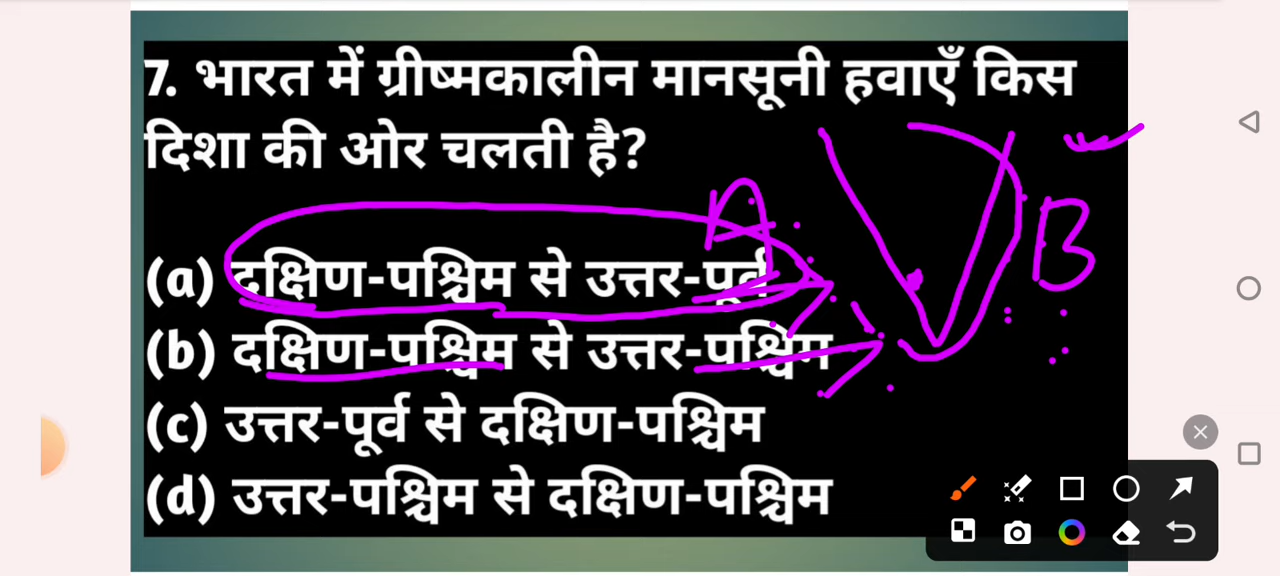 7. भारत में ग्रीष्मकालीन मानसूनी हवाएँ किस
दिशा की ओर चलती है?
A
B
(a) दक्षिण-पश्चिम से उत्तर-पूर्व
(b) दक्षिण-पश्चिम से उत्तर-पश्चिम
(c) उत्तर-पूर्व से दक्षिण-पश्चिम
(d) उत्तर-पश्चिम से दक्षिण-पश्चिम